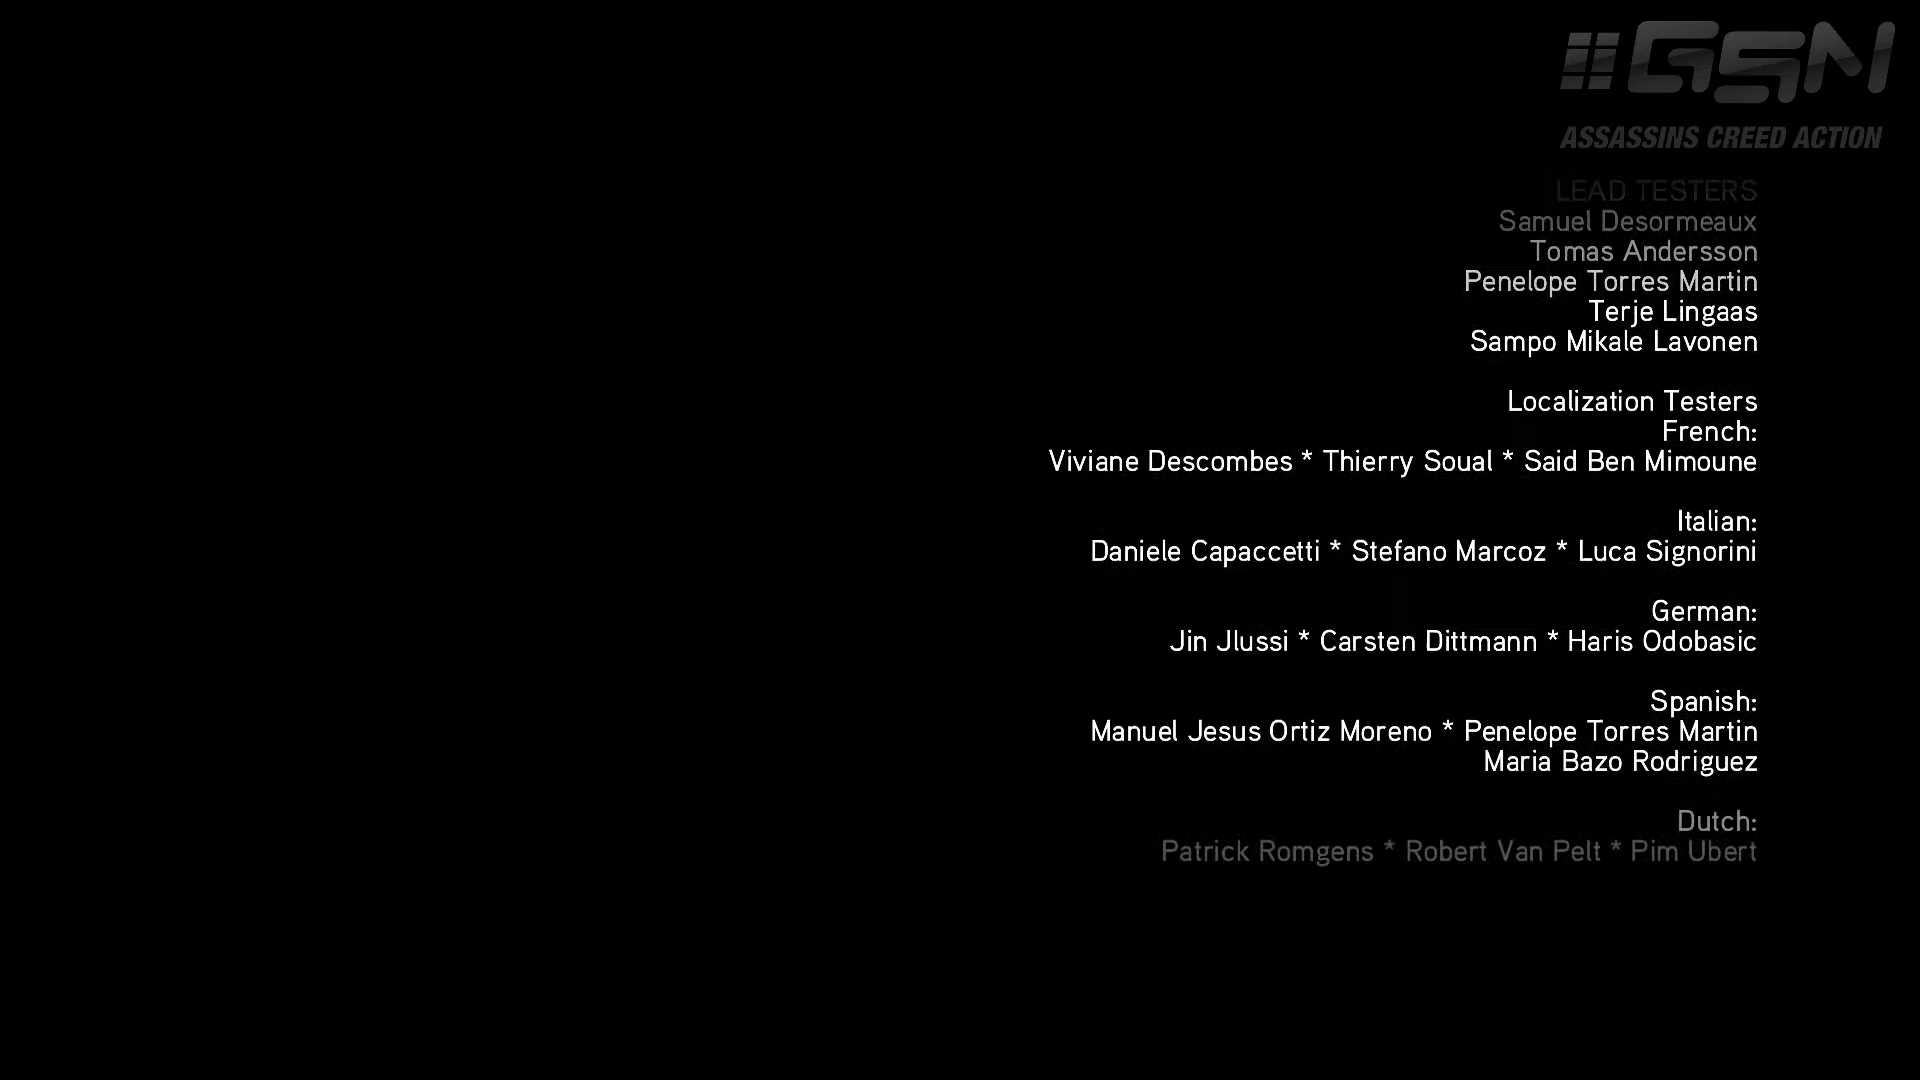 GSN
ASSASSINS CREED ACTION
LEAD TESTERS
Samuel Desormeaux
Tomas Andersson
Penelope Torres Martin
Terje Lingaas
Sampo Mikale Lavonen
Localization Testers
French:
Viviane Descombes * Thierry Soual * Said Ben Mimoune
Italian:
Daniele Capaccetti * Stefano Marcoz * Luca Signorini
German:
Jin Jlussi * Carsten Dittmann * Haris Odobasic
Spanish:
Manuel Jesus Ortiz Moreno * Penelope Torres Martin
Maria Bazo Rodriguez
Dutch:
Patrick Romgens * Robert Van Pelt * Pim Ubert